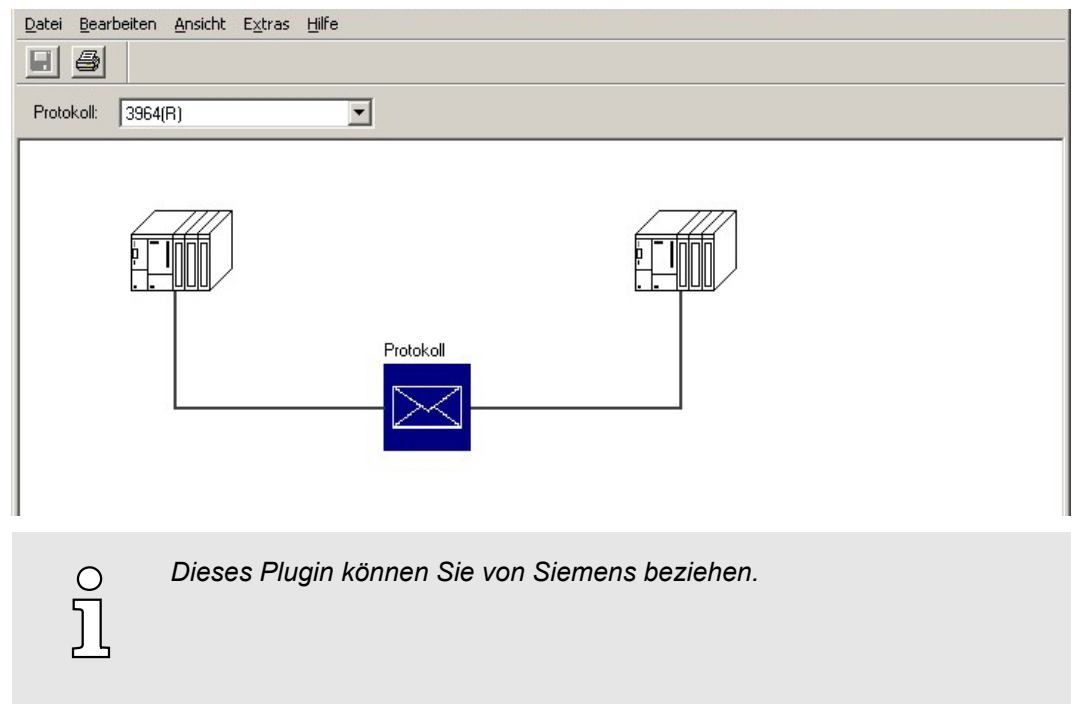 Datei Bearbeiten Ansicht Extras Hilfe
Protokoll: 3964(R)
Protokoll
Dieses Plugin können Sie von Siemens beziehen.